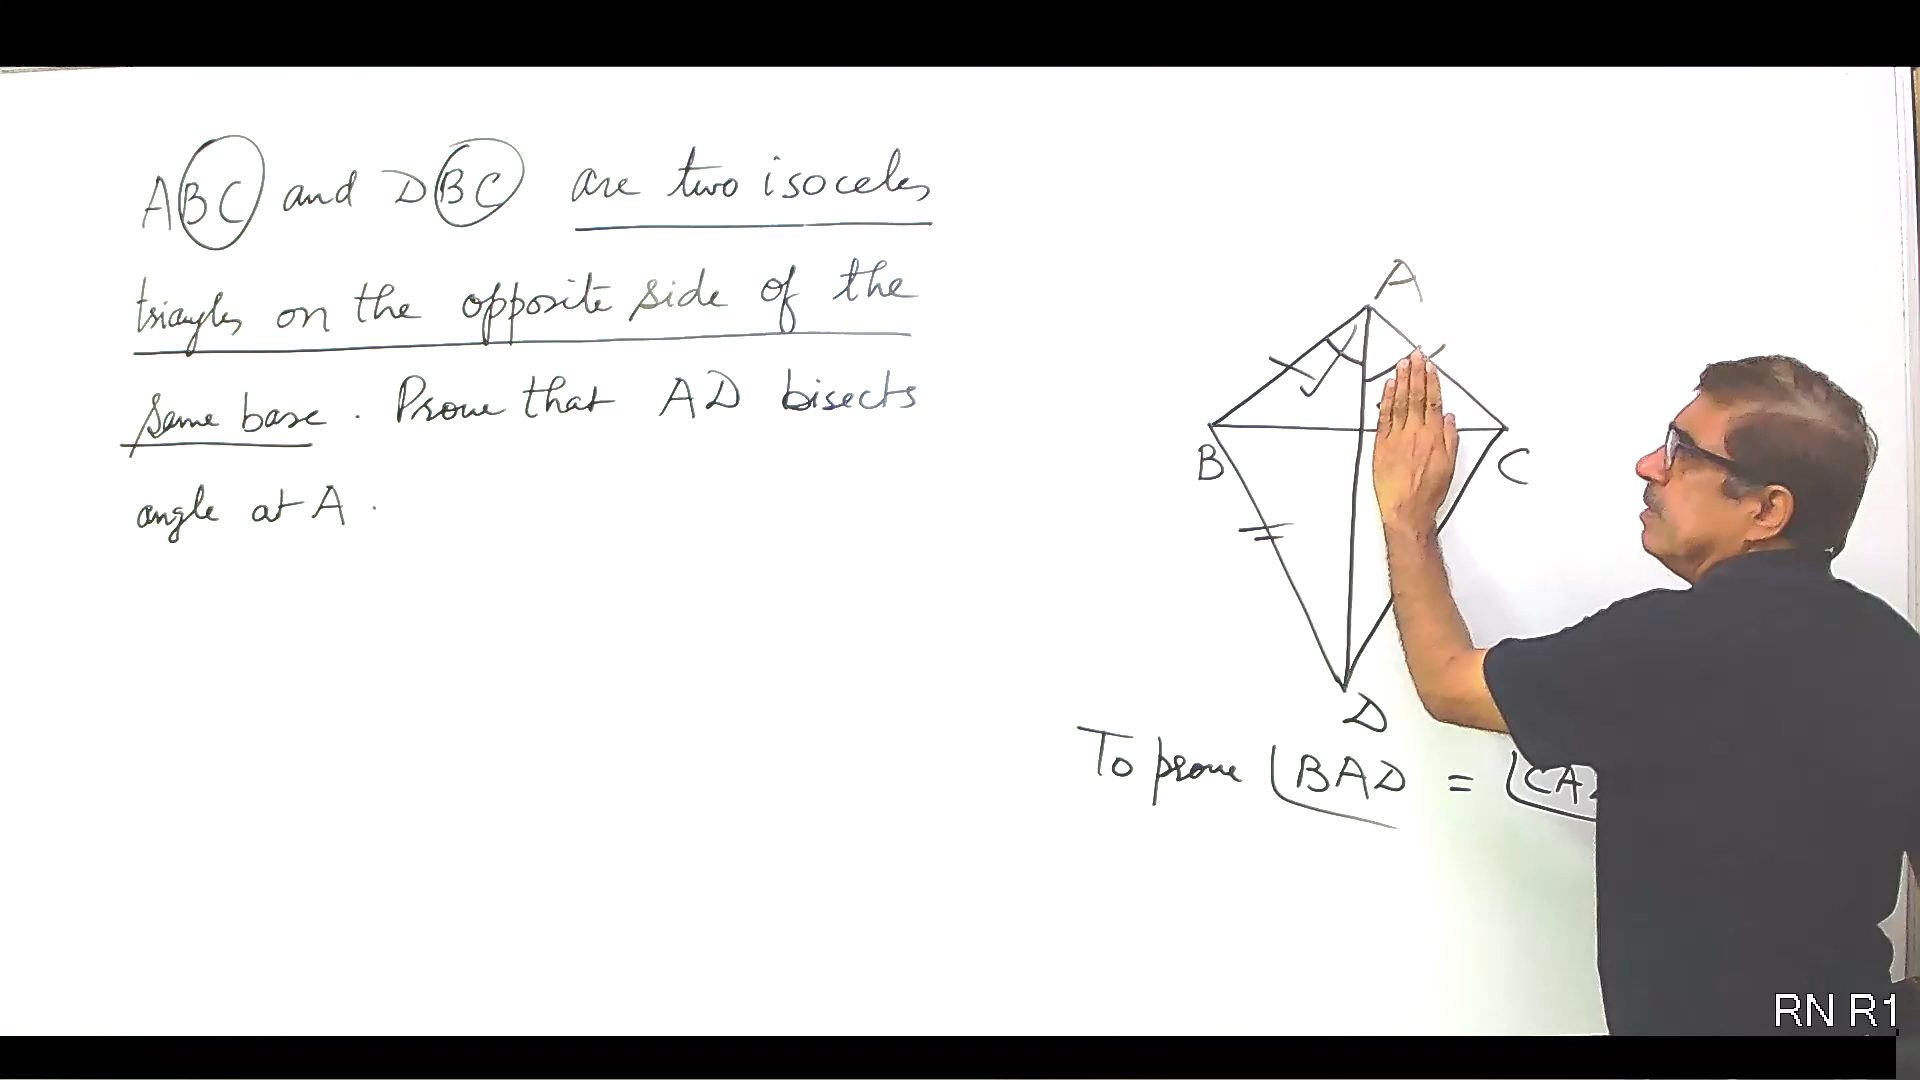 ABC and DBC are two isoceles
triangles on the opposite side of the
same base. Prove that AD bisects
angle at A.
A
B
C
D
To prove ∠BAD = ∠CA
RN R1